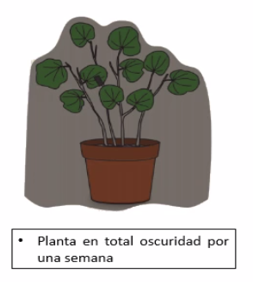 • Planta en total oscuridad por
una semana